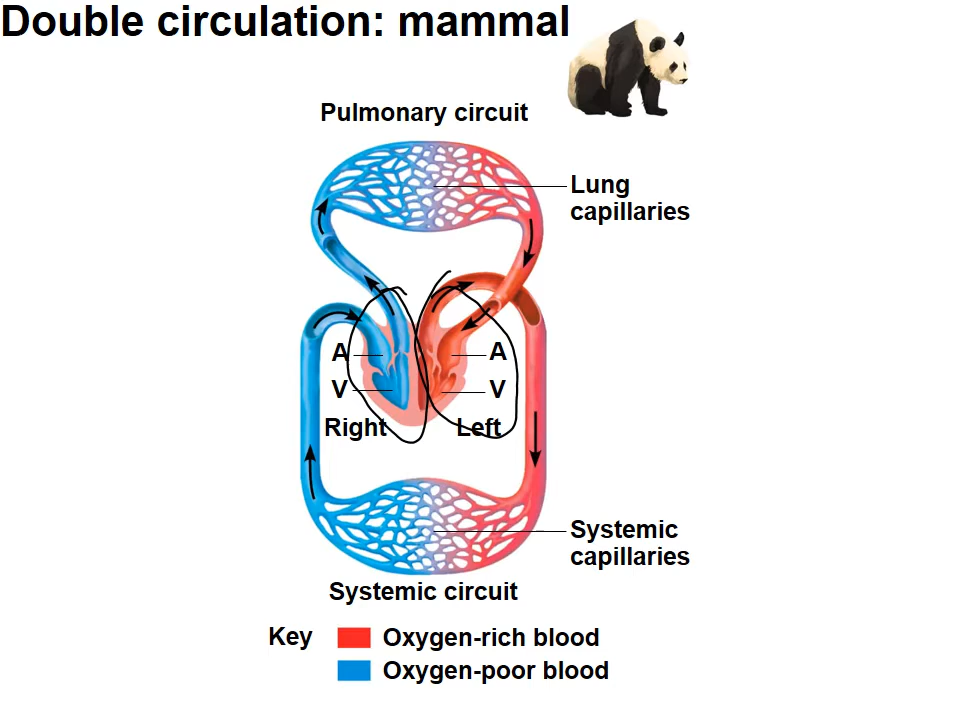 Double circulation: mammal
Pulmonary circuit
Lung
capillaries
A
A
V
V
Right
Left
Systemic
capillaries
Systemic circuit
Key
Oxygen-rich blood
Oxygen-poor blood